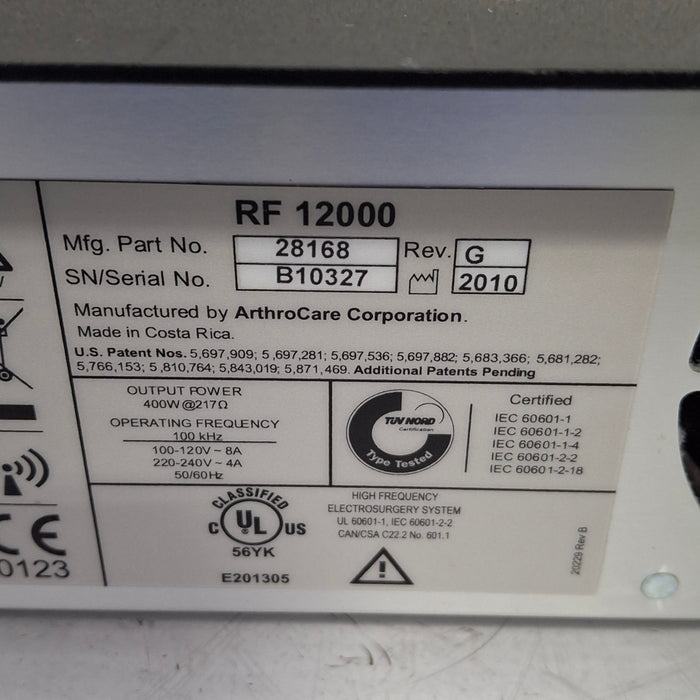 RF 12000
Mfg. Part No. 28168 Rev. G
SN/Serial No. B10327 2010
Manufactured by ArthroCare Corporation.
Made in Costa Rica.
U.S. Patent Nos. 5,697,909; 5,697,281; 5,697,536; 5,697,882; 5,683,366; 5,681,282;
5,766,153; 5,810,764; 5,843,019; 5,871,469. Additional Patents Pending
OUTPUT POWER
400W@217Ω
OPERATING FREQUENCY
100 kHz
100-120V ~ 8A
220-240V ~ 4A
50/60Hz
TÜV NORD
Certification
Type Tested
Certified
IEC 60601-1
IEC 60601-1-2
IEC 60601-1-4
IEC 60601-2-2
IEC 60601-2-18
CLASSIFIED
C UL US
56YK
E201305
HIGH FREQUENCY
ELECTROSURGERY SYSTEM
UL 60601-1, IEC 60601-2-2
CAN/CSA C22.2 No. 601.1
20229 Rev B
CE
0123